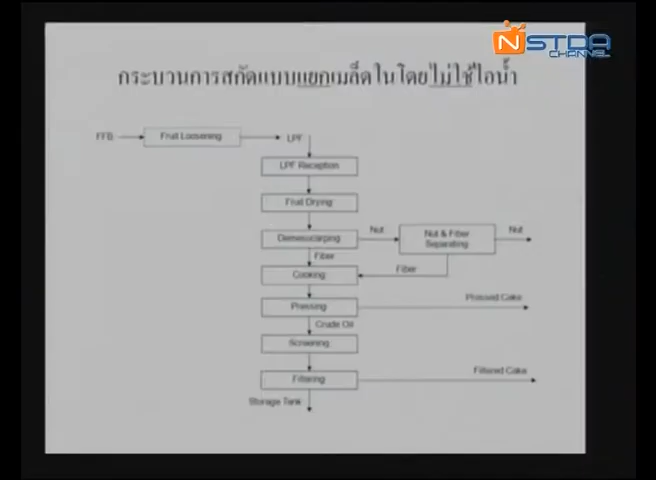 NSTDA
CHANNEL
กระบวนการสกัดแบบแยกเมล็ดในโดยไม่ใช้ไอน้ำ
FFB
Fruit Loosening
LPF
LPF Reception
Fruit Drying
Demesocarping
Nut
Nut & Fiber
Separating
Nut
Fiber
Cooking
Fiber
Pressing
Pressed Cake
Crude Oil
Screening
Filtering
Filtered Cake
Storage Tank